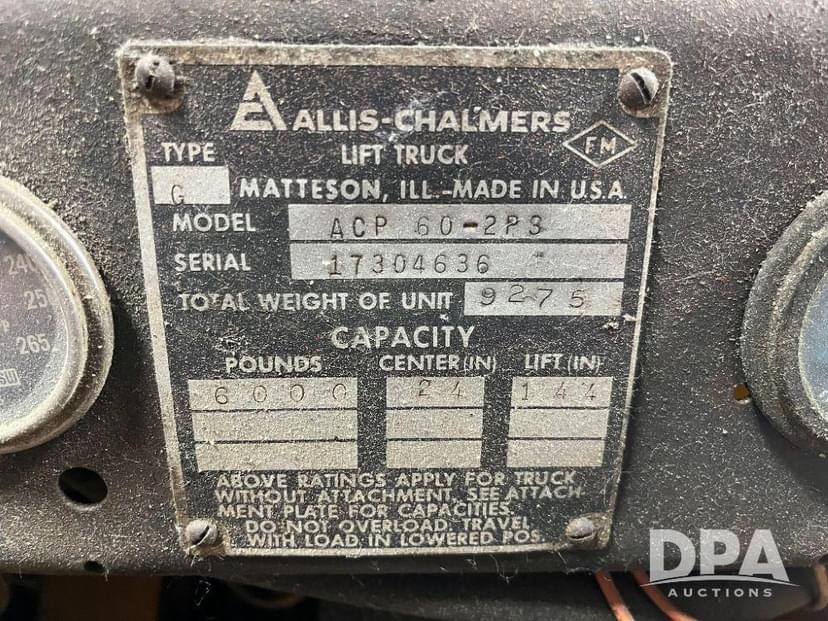 ALLIS-CHALMERS
FM
TYPE
LIFT TRUCK
G
MATTESON, ILL.-MADE IN U.S.A.
MODEL ACP 60-2PS
SERIAL 17304636
TOTAL WEIGHT OF UNIT 9275
CAPACITY
POUNDS CENTER (IN) LIFT (IN)
6000 24 144
ABOVE RATINGS APPLY FOR TRUCK
WITHOUT ATTACHMENT. SEE ATTACH-
MENT PLATE FOR CAPACITIES.
DO NOT OVERLOAD. TRAVEL
WITH LOAD IN LOWERED POS.
240
265
DPA
AUCTIONS